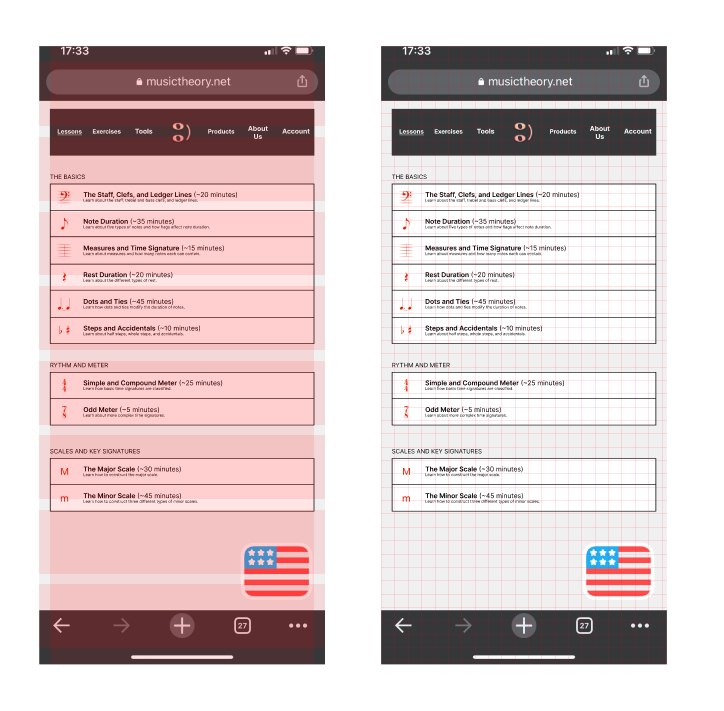 17:33
musictheory.net
Lessons Exercises Tools Products About Us Account
THE BASICS
The Staff, Clefs, and Ledger Lines (~20 minutes)
Learn about the staff, treble and bass clefs, and ledger lines.
Note Duration (~35 minutes)
Learn about five types of notes and how flags affect note duration.
Measures and Time Signature (~15 minutes)
Learn about measures and how many notes each can contain.
Rest Duration (~20 minutes)
Learn about the different types of rest.
Dots and Ties (~45 minutes)
Learn how dots and ties modify the duration of notes.
Steps and Accidentals (~10 minutes)
Learn about half steps, whole steps, and accidentals.
RYTHM AND METER
4
4
Simple and Compound Meter (~25 minutes)
Learn how basic time signatures are classified.
7
8
Odd Meter (~5 minutes)
Learn about more complex time signatures.
SCALES AND KEY SIGNATURES
M
The Major Scale (~30 minutes)
Learn how to construct the major scale.
m
The Minor Scale (~45 minutes)
Learn how to construct three different types of minor scales.
27
17:33
musictheory.net
Lessons Exercises Tools Products About Us Account
THE BASICS
The Staff, Clefs, and Ledger Lines (~20 minutes)
Learn about the staff, treble and bass clefs, and ledger lines.
Note Duration (~35 minutes)
Learn about five types of notes and how flags affect note duration.
Measures and Time Signature (~15 minutes)
Learn about measures and how many notes each can contain.
Rest Duration (~20 minutes)
Learn about the different types of rest.
Dots and Ties (~45 minutes)
Learn how dots and ties modify the duration of notes.
Steps and Accidentals (~10 minutes)
Learn about half steps, whole steps, and accidentals.
RYTHM AND METER
4
4
Simple and Compound Meter (~25 minutes)
Learn how basic time signatures are classified.
7
8
Odd Meter (~5 minutes)
Learn about more complex time signatures.
SCALES AND KEY SIGNATURES
M
The Major Scale (~30 minutes)
Learn how to construct the major scale.
m
The Minor Scale (~45 minutes)
Learn how to construct three different types of minor scales.
27